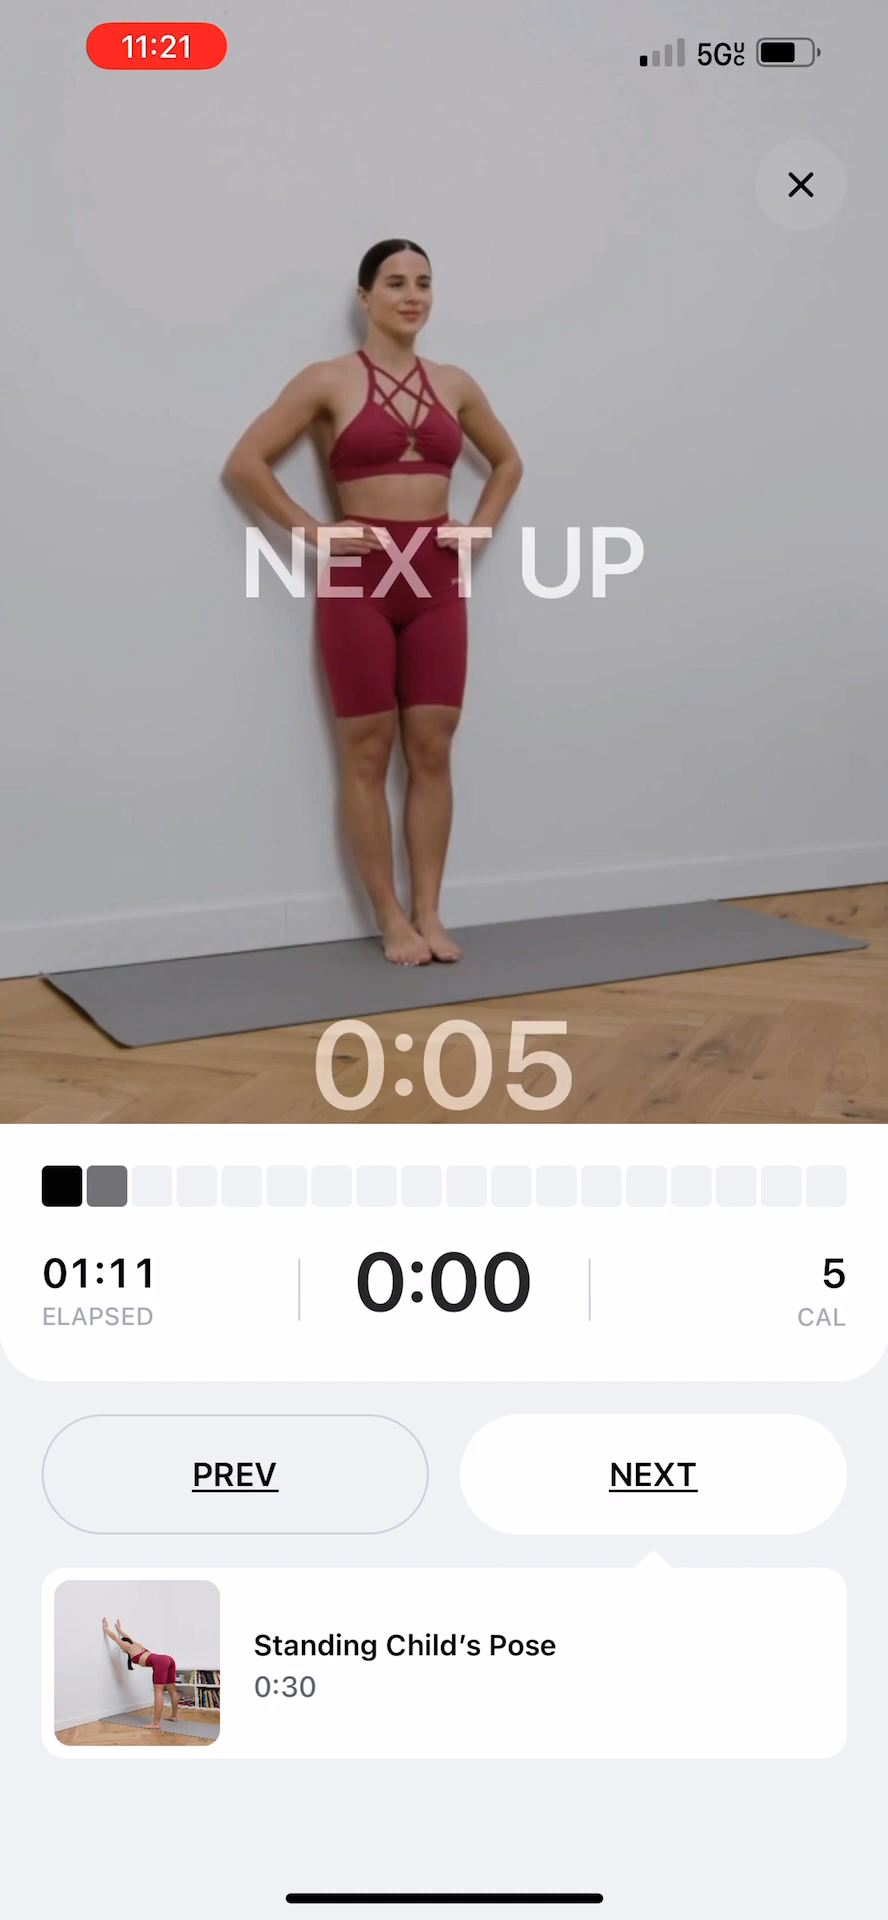 11:21
5G UC
NEXT UP
0:05
01:11
ELAPSED
0:00
5
CAL
PREV
NEXT
Standing Child’s Pose
0:30